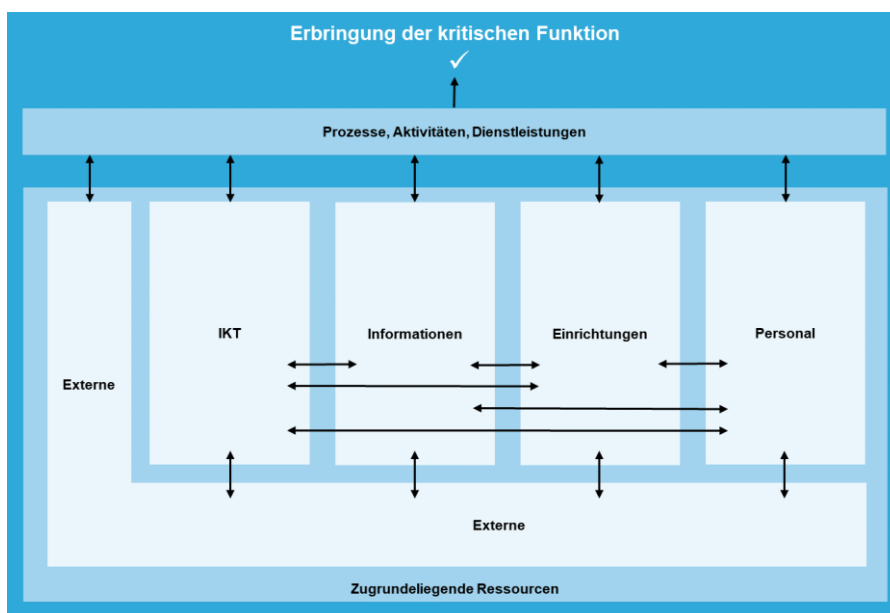 Erbringung der kritischen Funktion
Prozesse, Aktivitäten, Dienstleistungen
IKT
Informationen
Einrichtungen
Personal
Externe
Externe
Zugrundeliegende Ressourcen